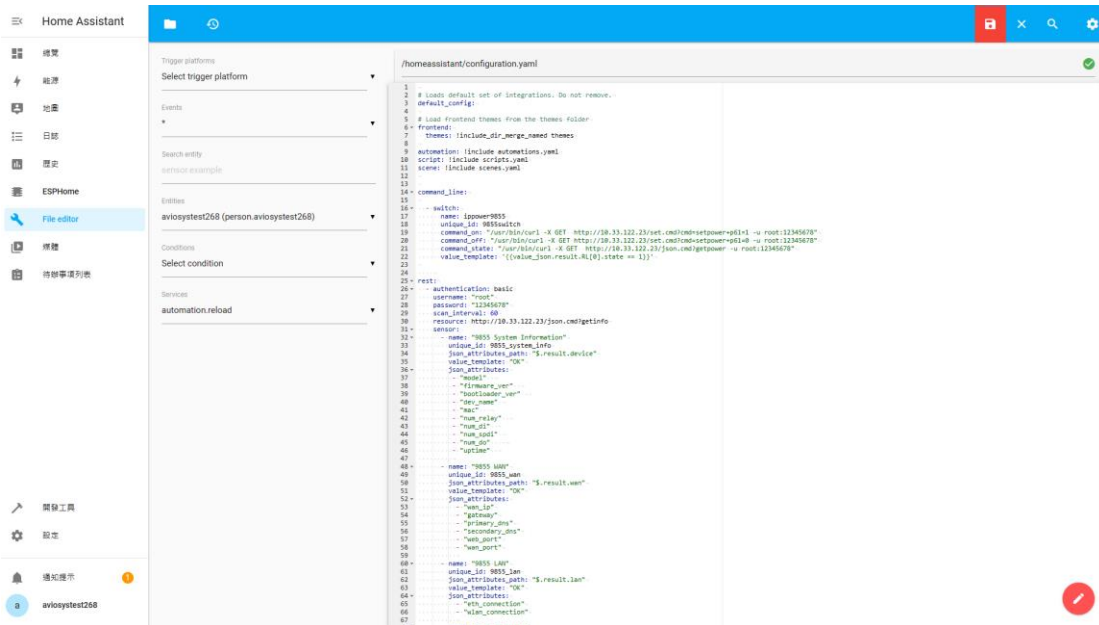 Home Assistant
總覽
能源
地圖
日誌
歷史
ESPHome
File editor
媒體
待辦事項列表
開發工具
設定
通知提示
1
a
aviosystest268
Trigger platforms
Select trigger platform
Events
*
Search entity
sensor.example
Entities
aviosystest268 (person.aviosystest268)
Conditions
Select condition
Services
automation.reload
/homeassistant/configuration.yaml
1
2 # Loads default set of integrations. Do not remove.
3 default_config:
4
5 # Load frontend themes from the themes folder
6 frontend:
7 themes: !include_dir_merge_named themes
8
9 automation: !include automations.yaml
10 script: !include scripts.yaml
11 scene: !include scenes.yaml
12
13
14 command_line:
15
16 - switch:
17 name: ippower9855
18 unique_id: 9855switch
19 command_on: "/usr/bin/curl -X GET http://10.33.122.23/set.cmd?cmd=setpower+p61=1 -u root:12345678"
20 command_off: "/usr/bin/curl -X GET http://10.33.122.23/set.cmd?cmd=setpower+p61=0 -u root:12345678"
21 command_state: "/usr/bin/curl -X GET http://10.33.122.23/json.cmd?getpower -u root:12345678"
22 value_template: '{{value_json.result.RL[0].state == 1}}'
23
24
25 rest:
26 - authentication: basic
27 username: "root"
28 password: "12345678"
29 scan_interval: 60
30 resource: http://10.33.122.23/json.cmd?getinfo
31 sensor:
32 - name: "9855 System Information"
33 unique_id: 9855_system_info
34 json_attributes_path: "$.result.device"
35 value_template: "OK"
36 json_attributes:
37 - "model"
38 - "firmware_ver"
39 - "bootloader_ver"
40 - "dev_name"
41 - "mac"
42 - "num_relay"
43 - "num_di"
44 - "num_spdi"
45 - "num_do"
46 - "uptime"
47
48 - name: "9855 WAN"
49 unique_id: 9855_wan
50 json_attributes_path: "$.result.wan"
51 value_template: "OK"
52 json_attributes:
53 - "wan_ip"
54 - "gateway"
55 - "primary_dns"
56 - "secondary_dns"
57 - "web_port"
58 - "wan_port"
59
60 - name: "9855 LAN"
61 unique_id: 9855_lan
62 json_attributes_path: "$.result.lan"
63 value_template: "OK"
64 json_attributes:
65 - "eth_connection"
66 - "wlan_connection"
67